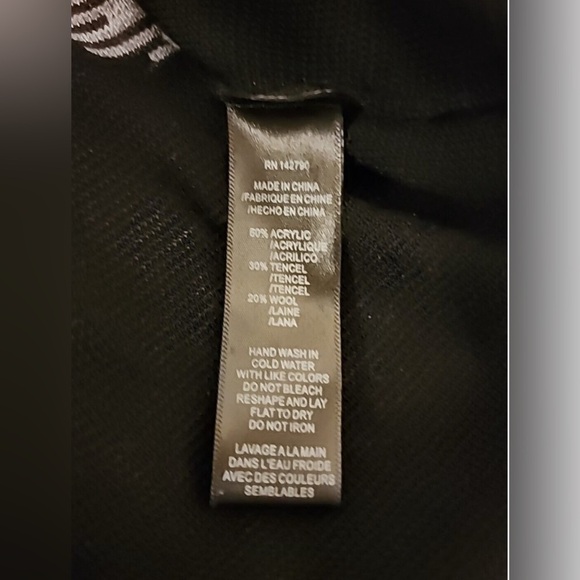 RN 142790
MADE IN CHINA
/FABRIQUE EN CHINE
/HECHO EN CHINA
50% ACRYLIC
/ACRYLIQUE
/ACRILICO
30% TENCEL
/TENCEL
/TENCEL
20% WOOL
/LAINE
/LANA
HAND WASH IN
COLD WATER
WITH LIKE COLORS
DO NOT BLEACH
RESHAPE AND LAY
FLAT TO DRY
DO NOT IRON
LAVAGE A LA MAIN
DANS L'EAU FROIDE
AVEC DES COULEURS
SEMBLABLES